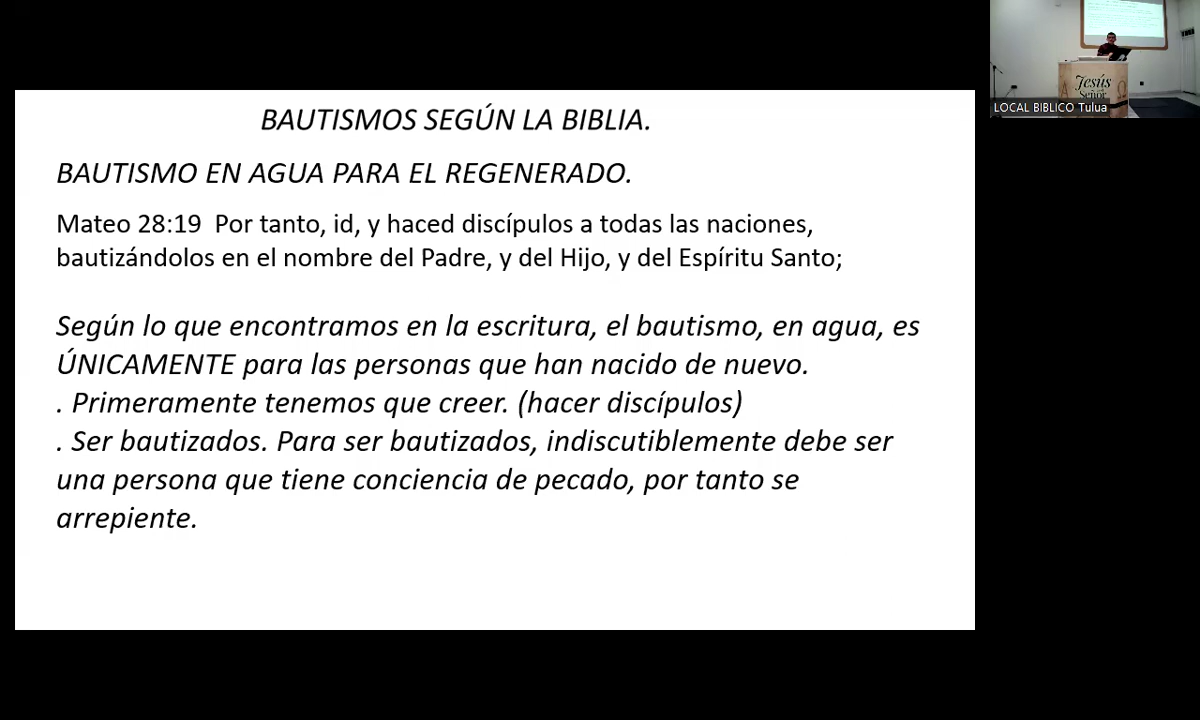 BAUTISMOS SEGÚN LA BIBLIA.
BAUTISMO EN AGUA PARA EL REGENERADO.
Mateo 28:19  Por tanto, id, y haced discípulos a todas las naciones,
bautizándolos en el nombre del Padre, y del Hijo, y del Espíritu Santo;
Según lo que encontramos en la escritura, el bautismo, en agua, es
ÚNICAMENTE para las personas que han nacido de nuevo.
. Primeramente tenemos que creer. (hacer discípulos)
. Ser bautizados. Para ser bautizados, indiscutiblemente debe ser
una persona que tiene conciencia de pecado, por tanto se
arrepiente.
Jesús
Señor
LOCAL BIBLICO Tulua